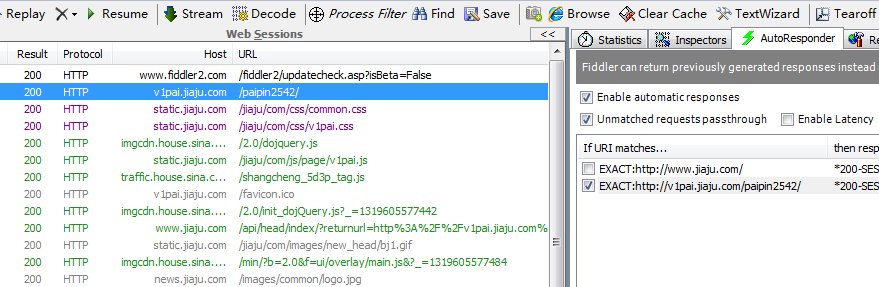 Replay Resume Stream Decode Process Filter Find Save Browse Clear Cache TextWizard Tearoff
Web Sessions <<
Result Protocol Host URL
200 HTTP www.fiddler2.com /fiddler2/updatecheck.asp?isBeta=False
200 HTTP v1pai.jiaju.com /paipin2542/
200 HTTP static.jiaju.com /jiaju/com/css/common.css
200 HTTP static.jiaju.com /jiaju/com/css/v1pai.css
200 HTTP imgcdn.house.sina.... /2.0/dojquery.js
200 HTTP static.jiaju.com /jiaju/com/js/page/v1pai.js
200 HTTP traffic.house.sina.c... /shangcheng_5d3p_tag.js
200 HTTP v1pai.jiaju.com /favicon.ico
200 HTTP imgcdn.house.sina.... /2.0/init_dojQuery.js?_=1319605577442
200 HTTP www.jiaju.com /api/head/index/?returnurl=http%3A%2F%2Fv1pai.jiaju.com%
200 HTTP static.jiaju.com /jiaju/com/images/new_head/bj1.gif
200 HTTP imgcdn.house.sina.... /min/?b=2.0&f=ui/overlay/main.js&?_=1319605577484
200 HTTP news.jiaju.com /images/common/logo.jpg
Statistics Inspectors AutoResponder Re
Fiddler can return previously generated responses instead
Enable automatic responses
Unmatched requests passthrough Enable Latency
If URI matches... then resp
EXACT:http://www.jiaju.com/ *200-SES
EXACT:http://v1pai.jiaju.com/paipin2542/ *200-SES